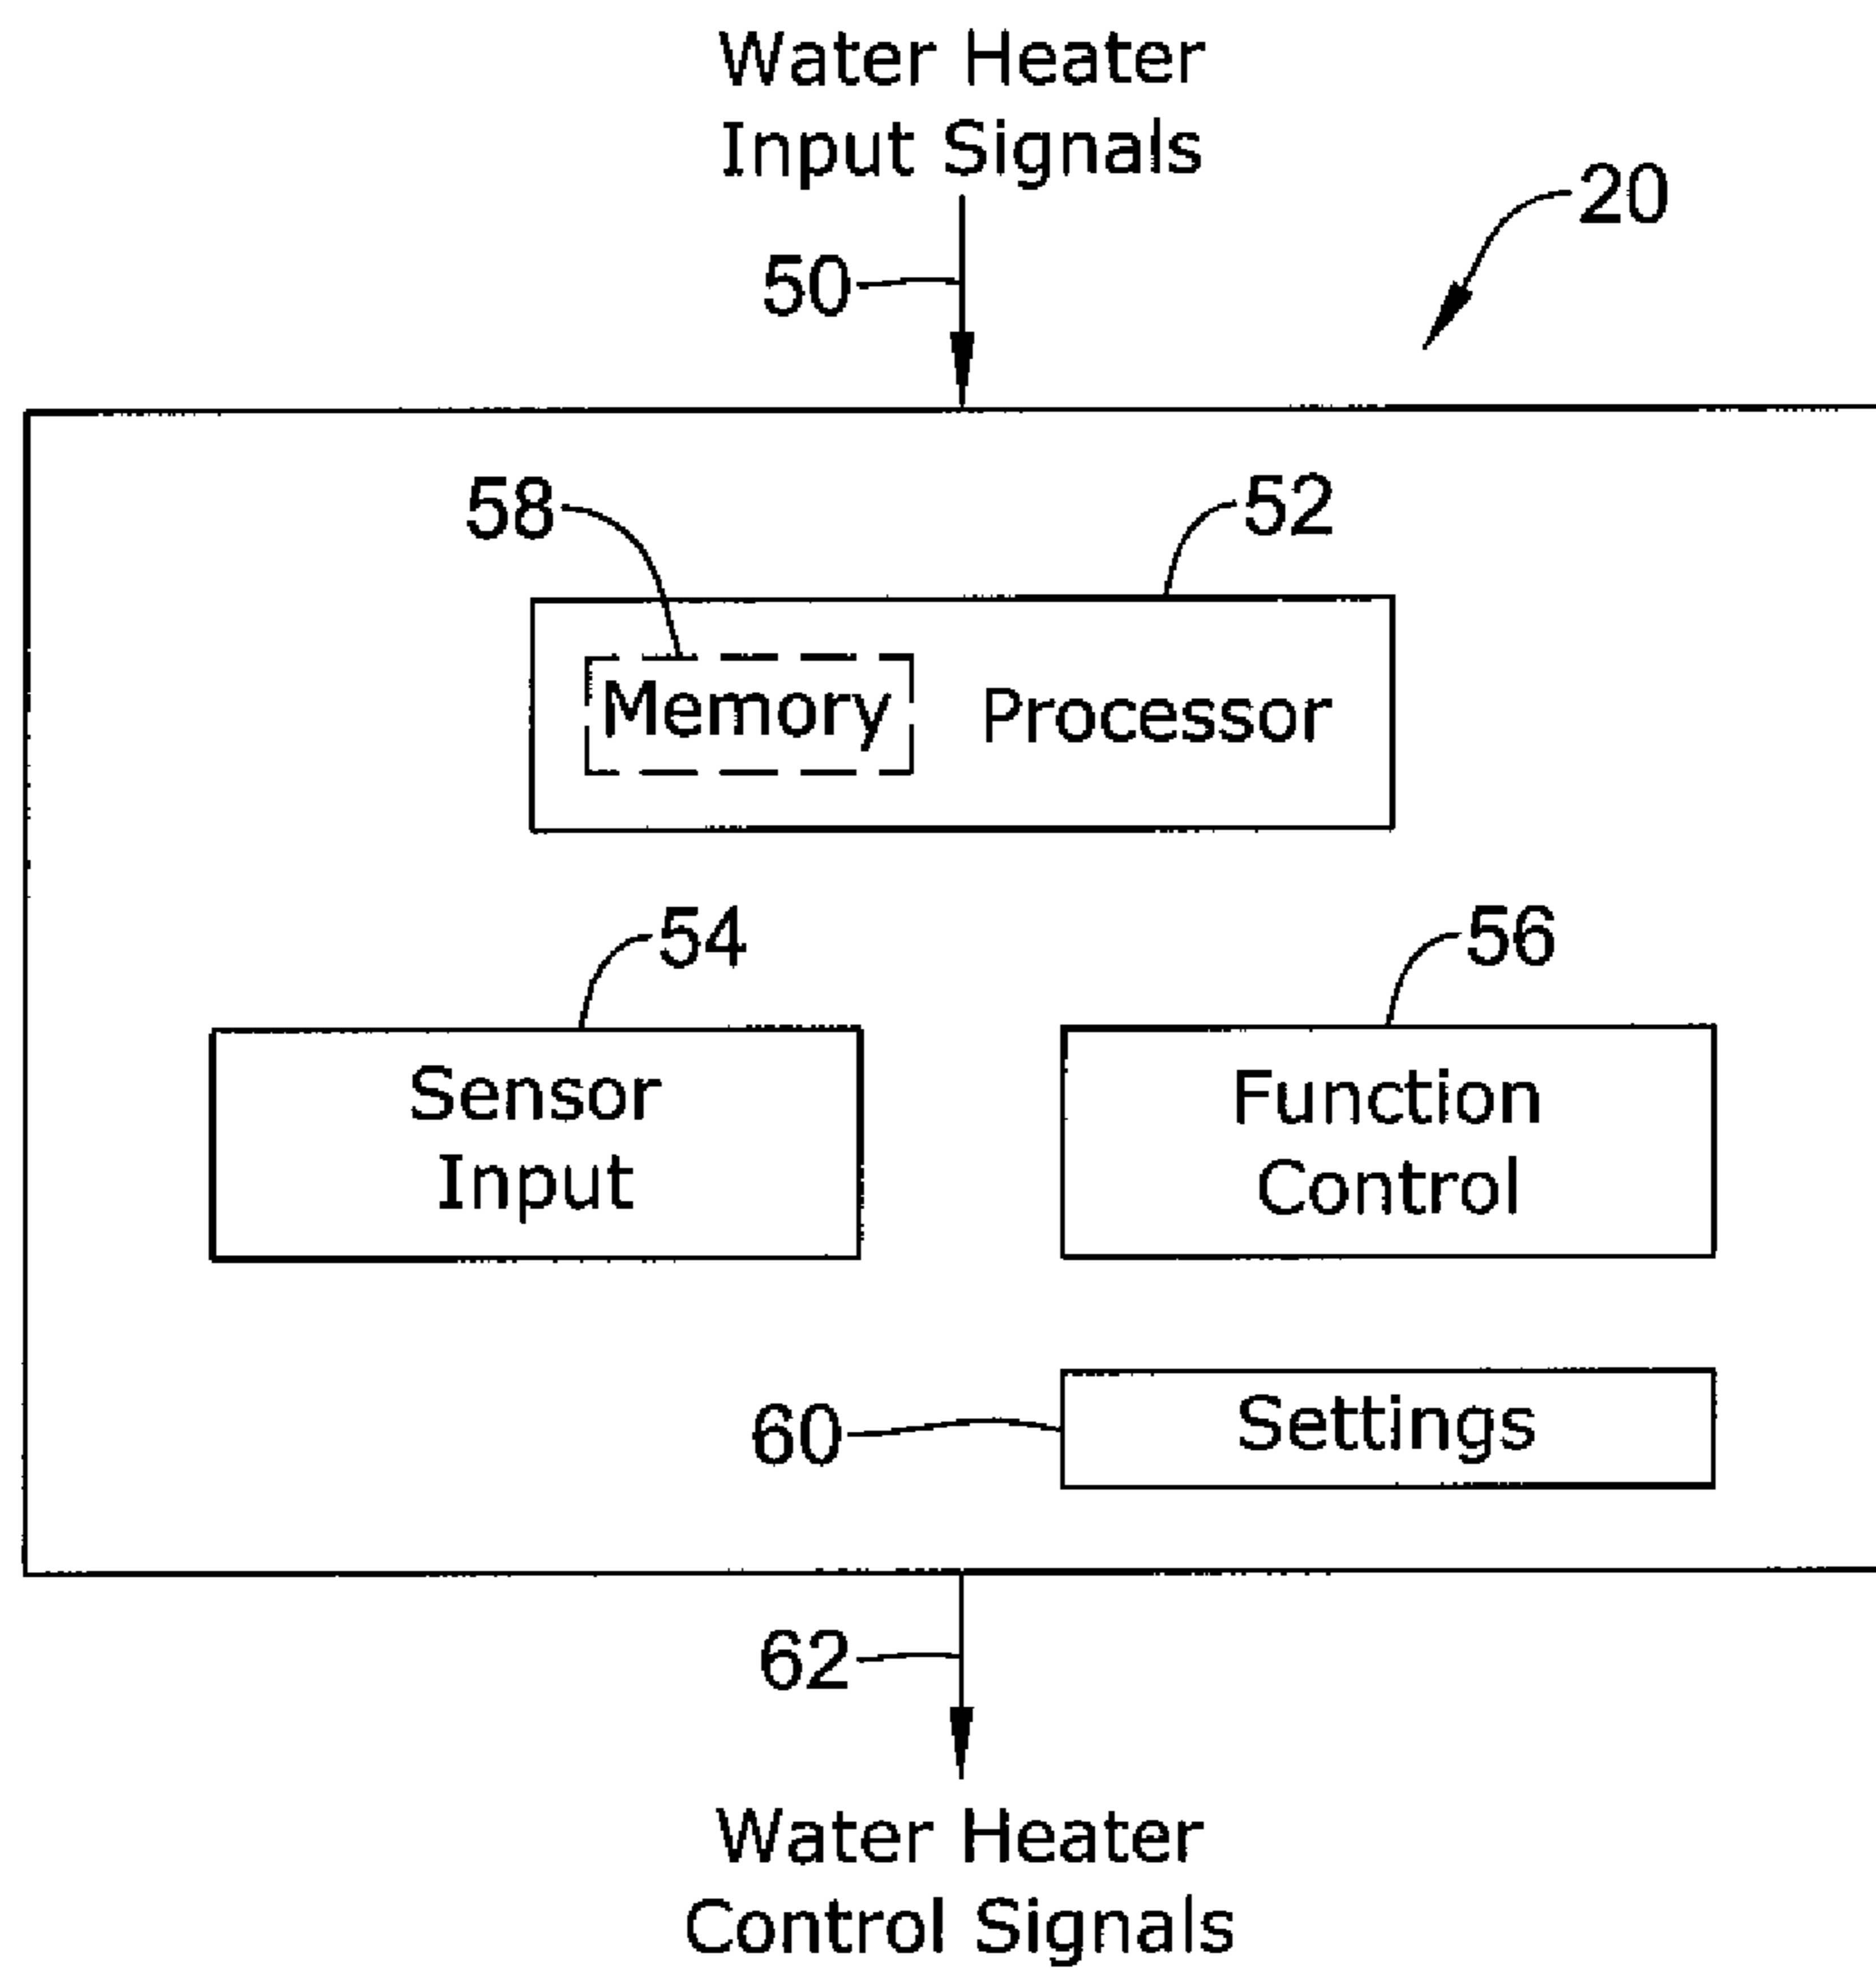 Water Heater
Input Signals
20
50
58
52
Memory
Processor
54
56
Sensor
Input
Function
Control
60
Settings
62
Water Heater
Control Signals